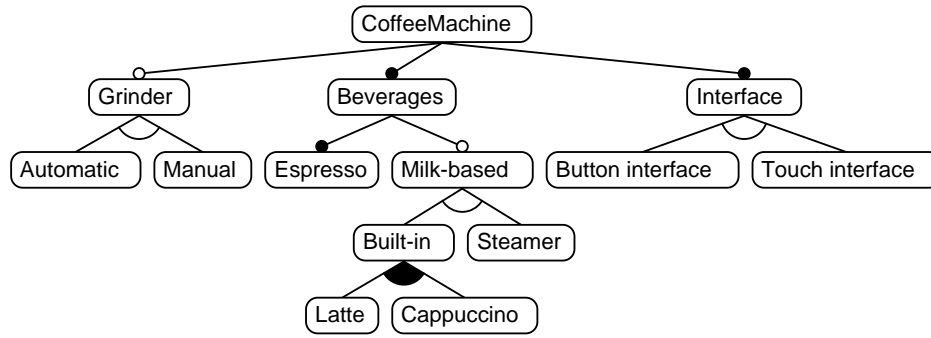 CoffeeMachine
Grinder
Beverages
Interface
Automatic
Manual
Espresso
Milk-based
Button interface
Touch interface
Built-in
Steamer
Latte
Cappuccino